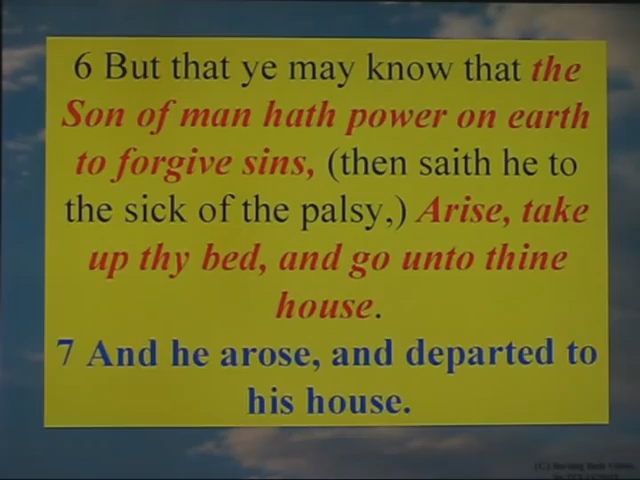 6 But that ye may know that the
Son of man hath power on earth
to forgive sins, (then saith he to
the sick of the palsy,) Arise, take
up thy bed, and go unto thine
house.
7 And he arose, and departed to
his house.